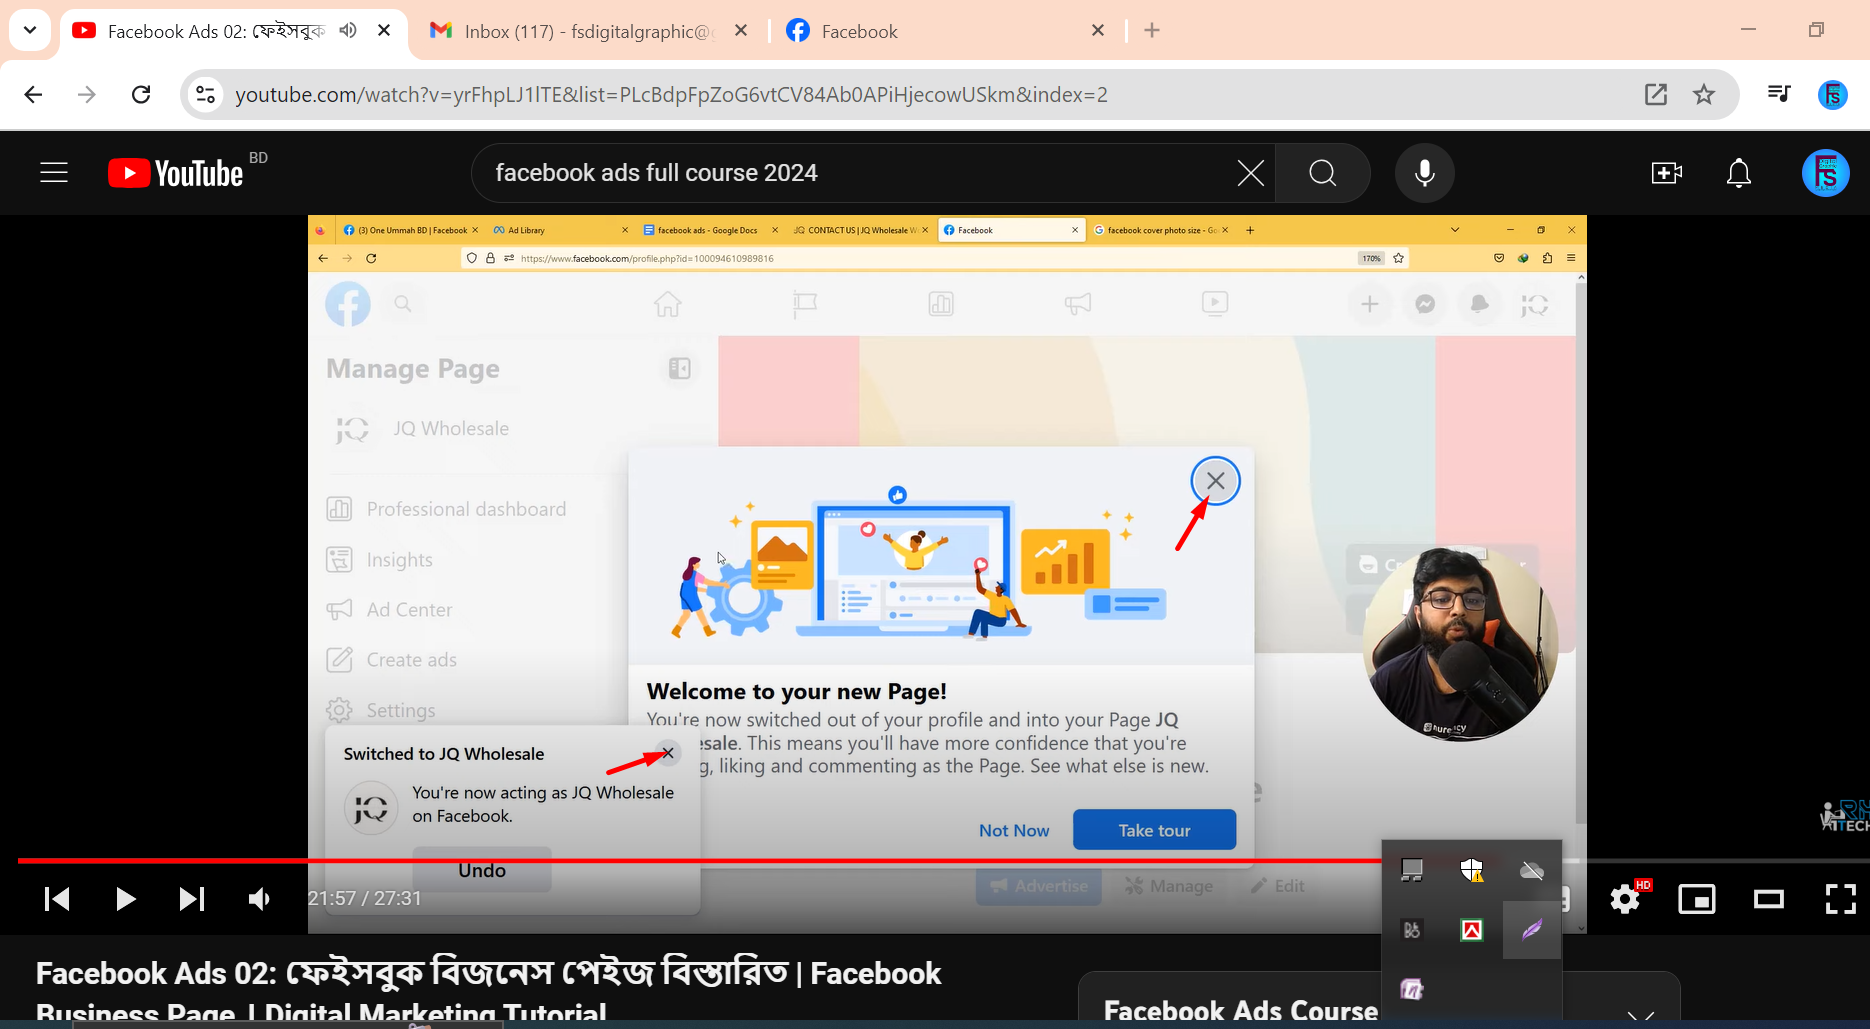 Facebook Ads 02: ফেইসবুক
Inbox (117) - fsdigitalgraphic@
Facebook
youtube.com/watch?v=yrFhpLJ1lTE&list=PLcBdpFpZoG6vtCV84Ab0APiHjecowUSkm&index=2
YouTube BD
facebook ads full course 2024
(3) One Ummah BD | Facebook
Ad Library
facebook ads - Google Docs
CONTACT US | JQ Wholesale W
Facebook
facebook cover photo size - Go
https://www.facebook.com/profile.php?id=100094610989816
170%
Manage Page
JQ Wholesale
Professional dashboard
Insights
Ad Center
Create ads
Settings
Welcome to your new Page!
You're now switched out of your profile and into your Page JQ
esale. This means you'll have more confidence that you're
g, liking and commenting as the Page. See what else is new.
Not Now
Take tour
Switched to JQ Wholesale
You're now acting as JQ Wholesale
on Facebook.
Undo
Advertise
Manage
Edit
21:57 / 27:31
HD
Facebook Ads 02: ফেইসবুক বিজনেস পেইজ বিস্তারিত | Facebook
Business Page | Digital Marketing Tutorial
Facebook Ads Course